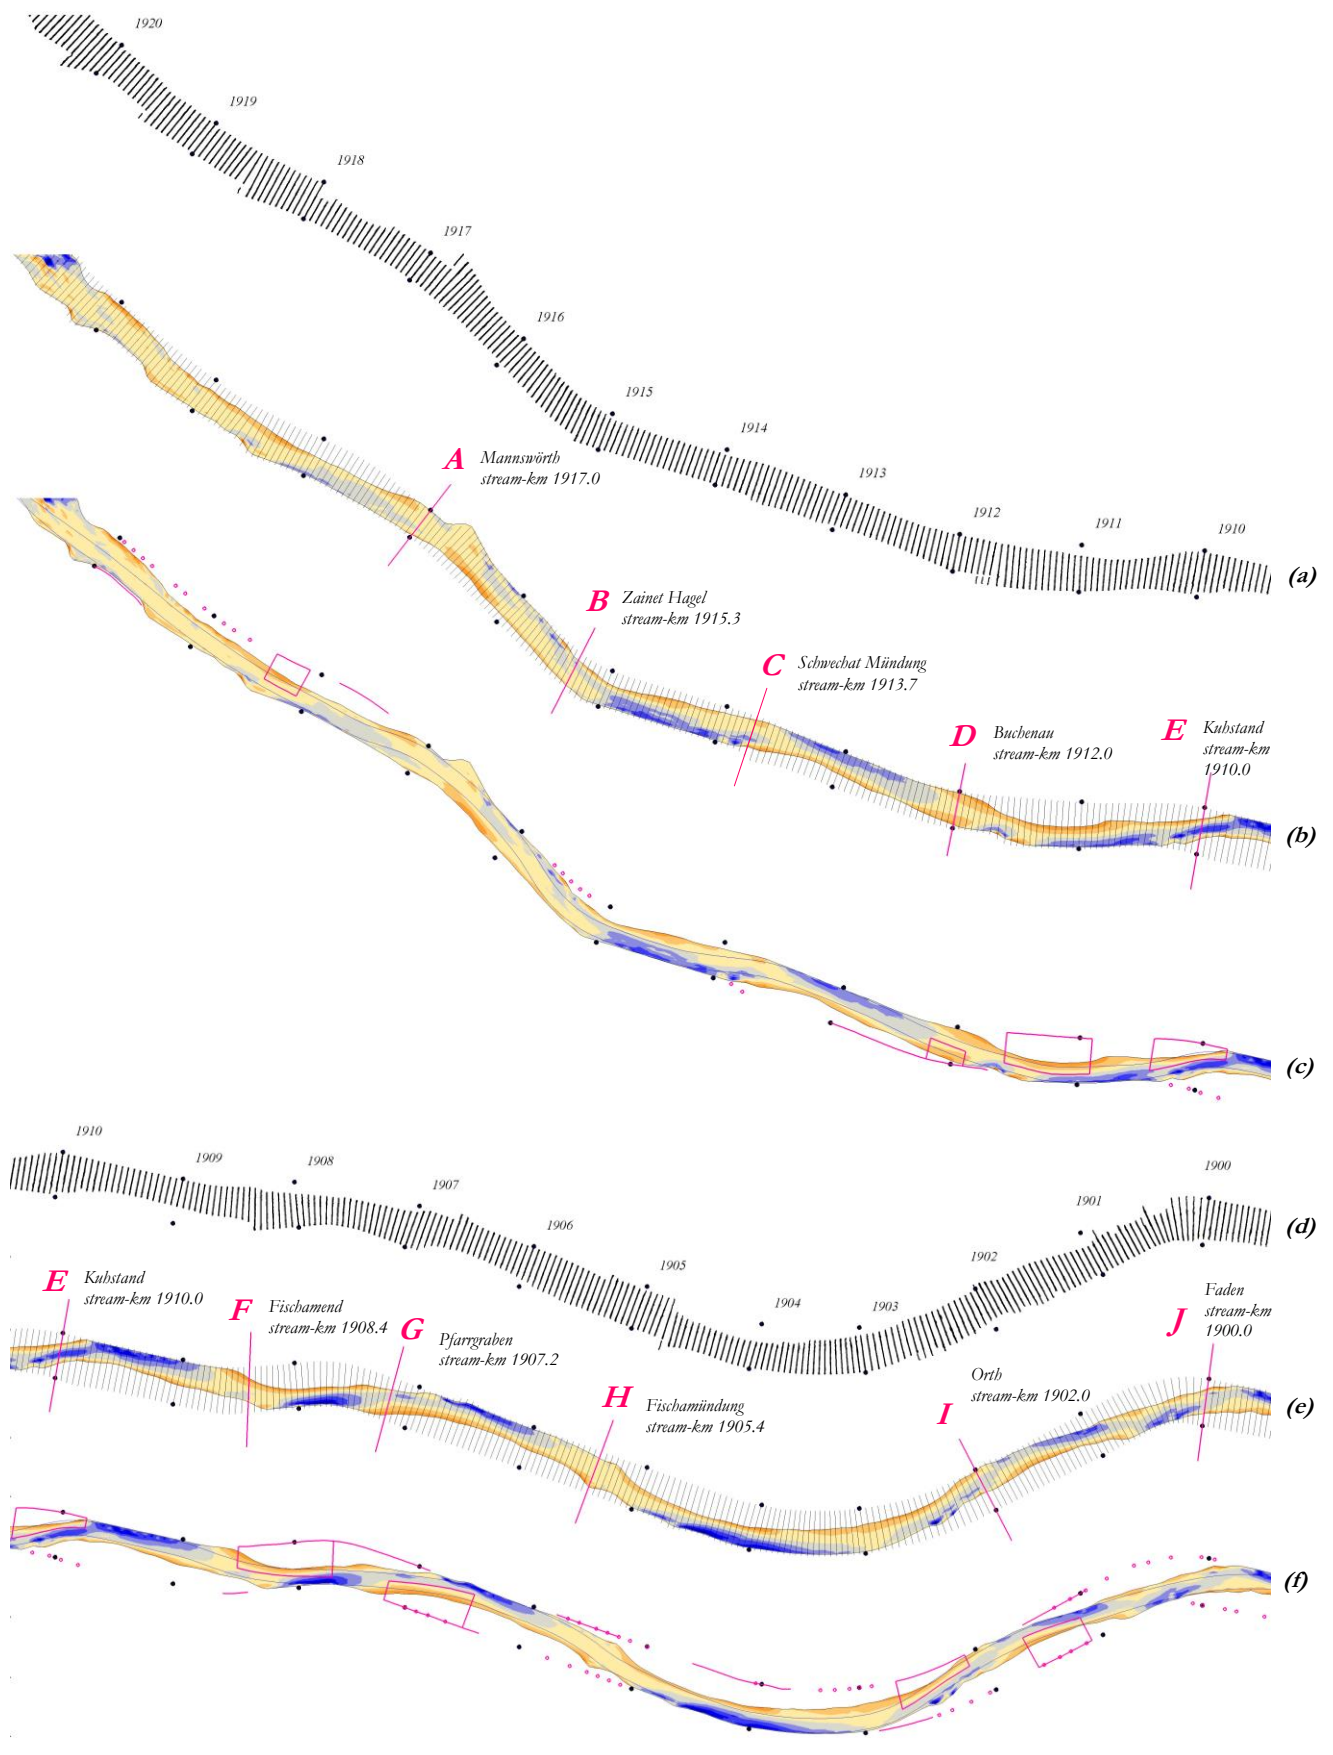 1920
1919
1918
1917
1916
1915
1914
1913
1912
1911
1910
(a)
A Mannswörth
stream-km 1917.0
B Zainet Hagel
stream-km 1915.3
C Schwechat Mündung
stream-km 1913.7
D Buchenau
stream-km 1912.0
E Kuhstand
stream-km
1910.0
(b)
(c)
1910
1909
1908
1907
1906
1905
1904
1903
1902
1901
1900
(d)
E Kuhstand
stream-km 1910.0
F Fischamend
stream-km 1908.4
G Pfarrgraben
stream-km 1907.2
H Fischamündung
stream-km 1905.4
I Orth
stream-km 1902.0
J Faden
stream-km
1900.0
(e)
(f)